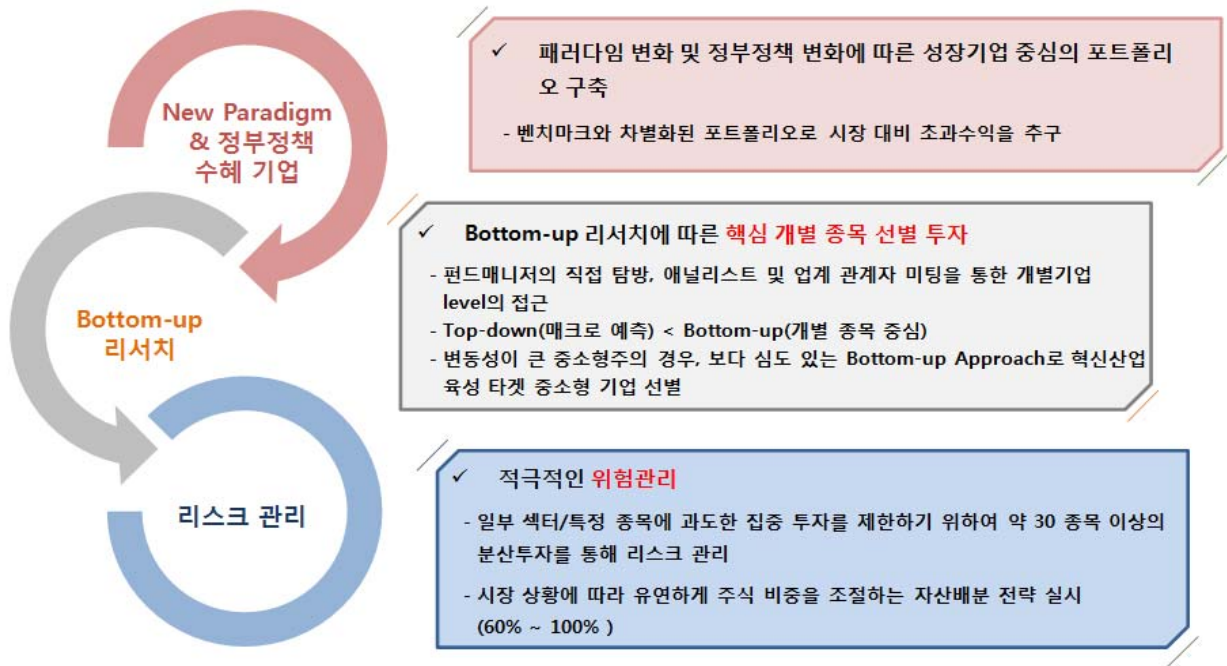 New Paradigm
& 정부정책
수혜 기업
✓ 패러다임 변화 및 정부정책 변화에 따른 성장기업 중심의 포트폴리
오 구축
- 벤치마크와 차별화된 포트폴리오로 시장 대비 초과수익을 추구
Bottom-up
리서치
✓ Bottom-up 리서치에 따른 핵심 개별 종목 선별 투자
- 펀드매니저의 직접 탐방, 애널리스트 및 업계 관계자 미팅을 통한 개별기업
level의 접근
- Top-down(매크로 예측) < Bottom-up(개별 종목 중심)
- 변동성이 큰 중소형주의 경우, 보다 심도 있는 Bottom-up Approach로 혁신산업
육성 타겟 중소형 기업 선별
리스크 관리
✓ 적극적인 위험관리
- 일부 섹터/특정 종목에 과도한 집중 투자를 제한하기 위하여 약 30 종목 이상의
분산투자를 통해 리스크 관리
- 시장 상황에 따라 유연하게 주식 비중을 조절하는 자산배분 전략 실시
(60% ~ 100% )